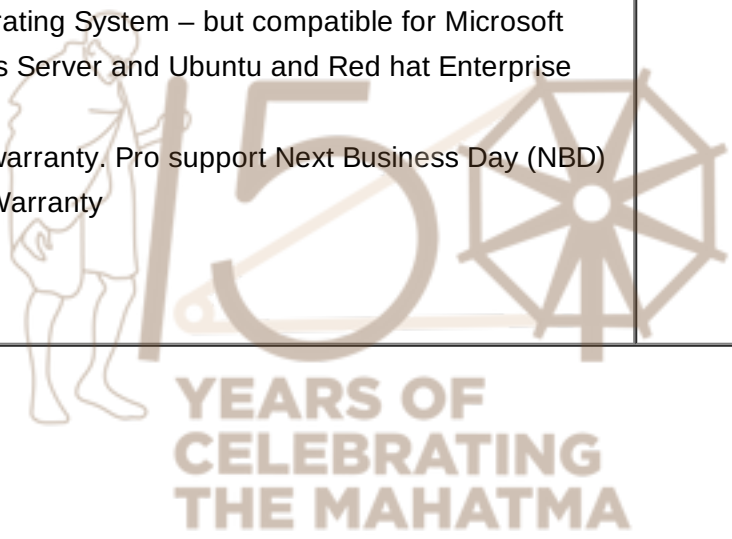 rating System – but compatible for Microsoft
s Server and Ubuntu and Red hat Enterprise
warranty. Pro support Next Business Day (NBD)
Warranty
150
YEARS OF
CELEBRATING
THE MAHATMA